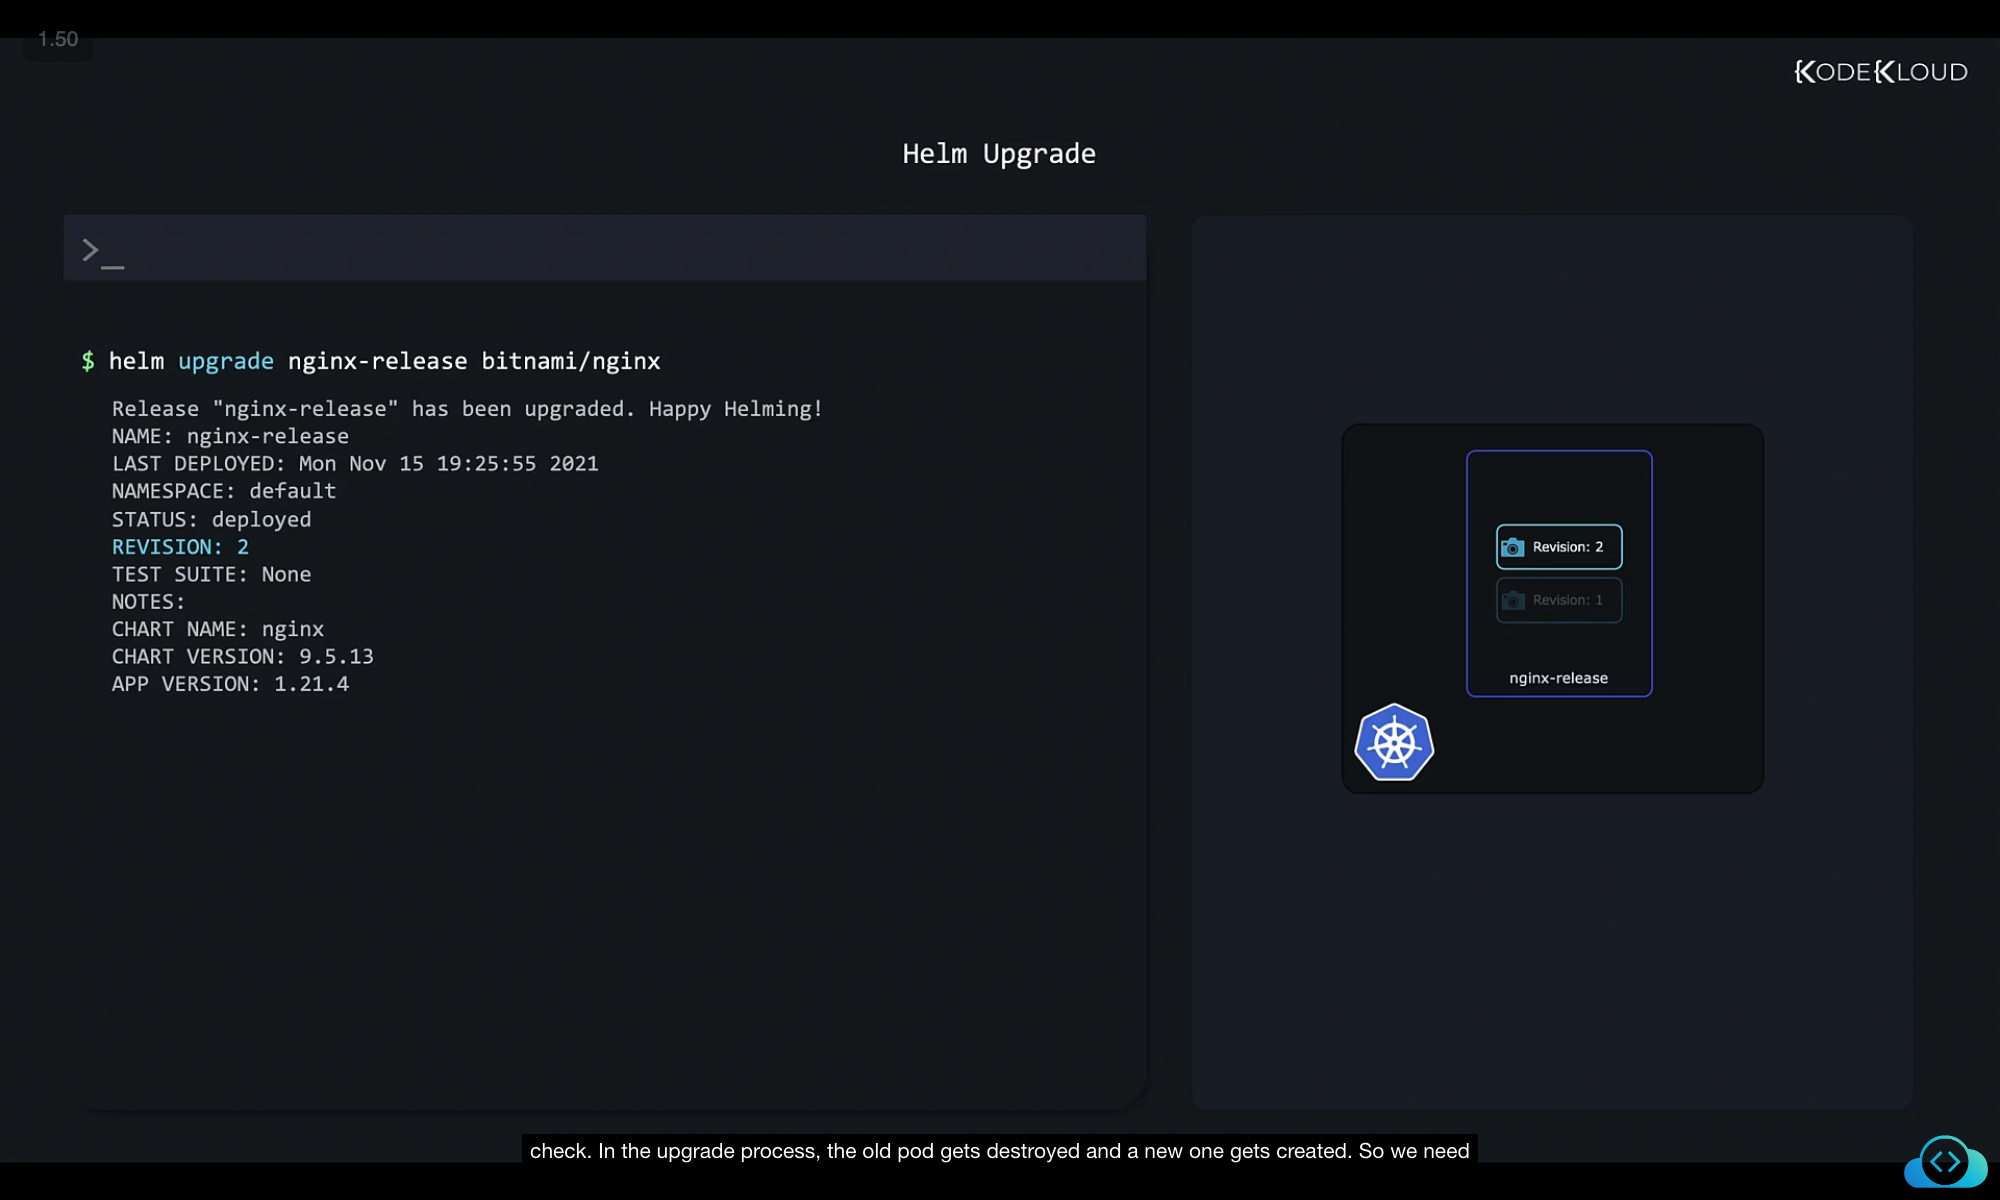 1.50
KODEKLOUD
Helm Upgrade
>_
$ helm upgrade nginx-release bitnami/nginx
Release "nginx-release" has been upgraded. Happy Helming!
NAME: nginx-release
LAST DEPLOYED: Mon Nov 15 19:25:55 2021
NAMESPACE: default
STATUS: deployed
REVISION: 2
TEST SUITE: None
NOTES:
CHART NAME: nginx
CHART VERSION: 9.5.13
APP VERSION: 1.21.4
Revision: 2
Revision: 1
nginx-release
check. In the upgrade process, the old pod gets destroyed and a new one gets created. So we need